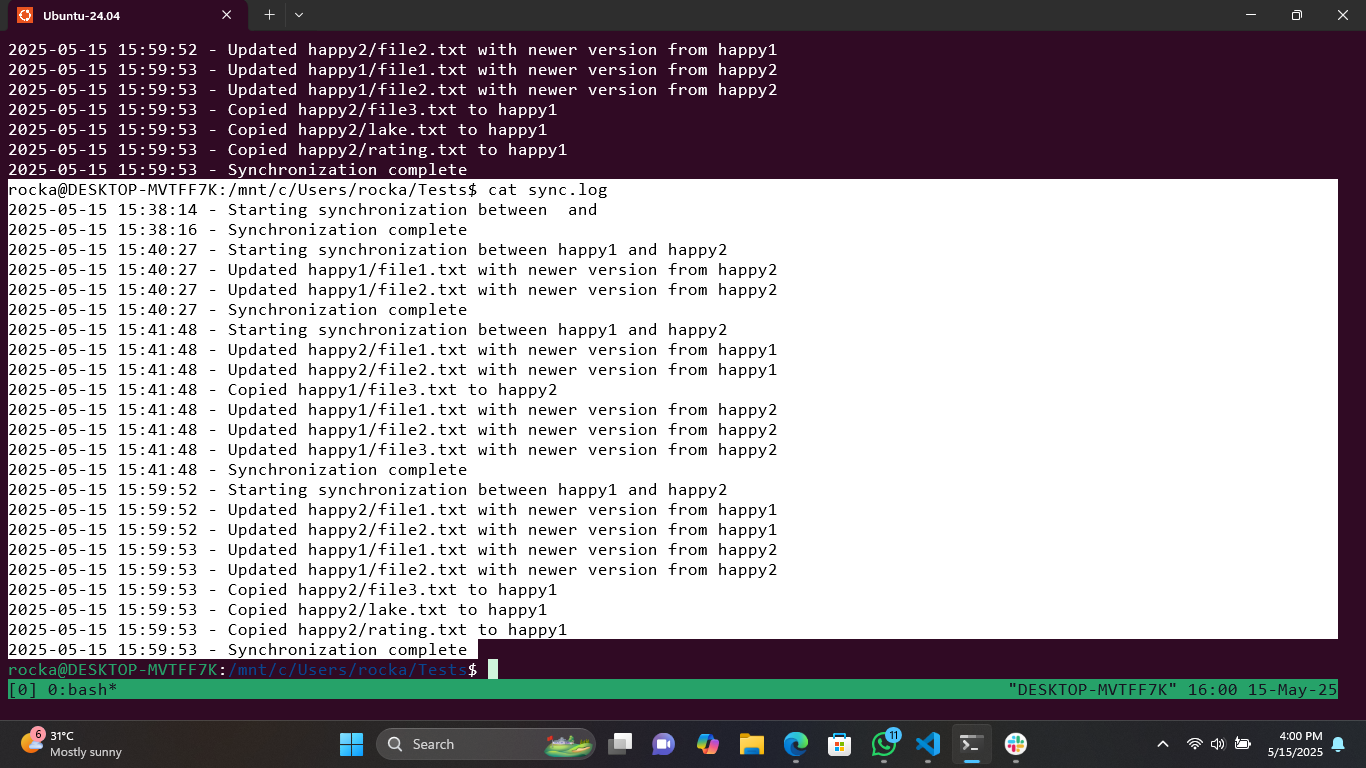 Ubuntu-24.04
2025-05-15 15:59:52 - Updated happy2/file2.txt with newer version from happy1
2025-05-15 15:59:53 - Updated happy1/file1.txt with newer version from happy2
2025-05-15 15:59:53 - Updated happy1/file2.txt with newer version from happy2
2025-05-15 15:59:53 - Copied happy2/file3.txt to happy1
2025-05-15 15:59:53 - Copied happy2/lake.txt to happy1
2025-05-15 15:59:53 - Copied happy2/rating.txt to happy1
2025-05-15 15:59:53 - Synchronization complete
rocka@DESKTOP-MVTFF7K:/mnt/c/Users/rocka/Tests$ cat sync.log
2025-05-15 15:38:14 - Starting synchronization between  and
2025-05-15 15:38:16 - Synchronization complete
2025-05-15 15:40:27 - Starting synchronization between happy1 and happy2
2025-05-15 15:40:27 - Updated happy1/file1.txt with newer version from happy2
2025-05-15 15:40:27 - Updated happy1/file2.txt with newer version from happy2
2025-05-15 15:40:27 - Synchronization complete
2025-05-15 15:41:48 - Starting synchronization between happy1 and happy2
2025-05-15 15:41:48 - Updated happy2/file1.txt with newer version from happy1
2025-05-15 15:41:48 - Updated happy2/file2.txt with newer version from happy1
2025-05-15 15:41:48 - Copied happy1/file3.txt to happy2
2025-05-15 15:41:48 - Updated happy1/file1.txt with newer version from happy2
2025-05-15 15:41:48 - Updated happy1/file2.txt with newer version from happy2
2025-05-15 15:41:48 - Updated happy1/file3.txt with newer version from happy2
2025-05-15 15:41:48 - Synchronization complete
2025-05-15 15:59:52 - Starting synchronization between happy1 and happy2
2025-05-15 15:59:52 - Updated happy2/file1.txt with newer version from happy1
2025-05-15 15:59:52 - Updated happy2/file2.txt with newer version from happy1
2025-05-15 15:59:53 - Updated happy1/file1.txt with newer version from happy2
2025-05-15 15:59:53 - Updated happy1/file2.txt with newer version from happy2
2025-05-15 15:59:53 - Copied happy2/file3.txt to happy1
2025-05-15 15:59:53 - Copied happy2/lake.txt to happy1
2025-05-15 15:59:53 - Copied happy2/rating.txt to happy1
2025-05-15 15:59:53 - Synchronization complete
rocka@DESKTOP-MVTFF7K:/mnt/c/Users/rocka/Tests$
[0] 0:bash* "DESKTOP-MVTFF7K" 16:00 15-May-25
6
31°C
Mostly sunny
Search
11
4:00 PM
5/15/2025